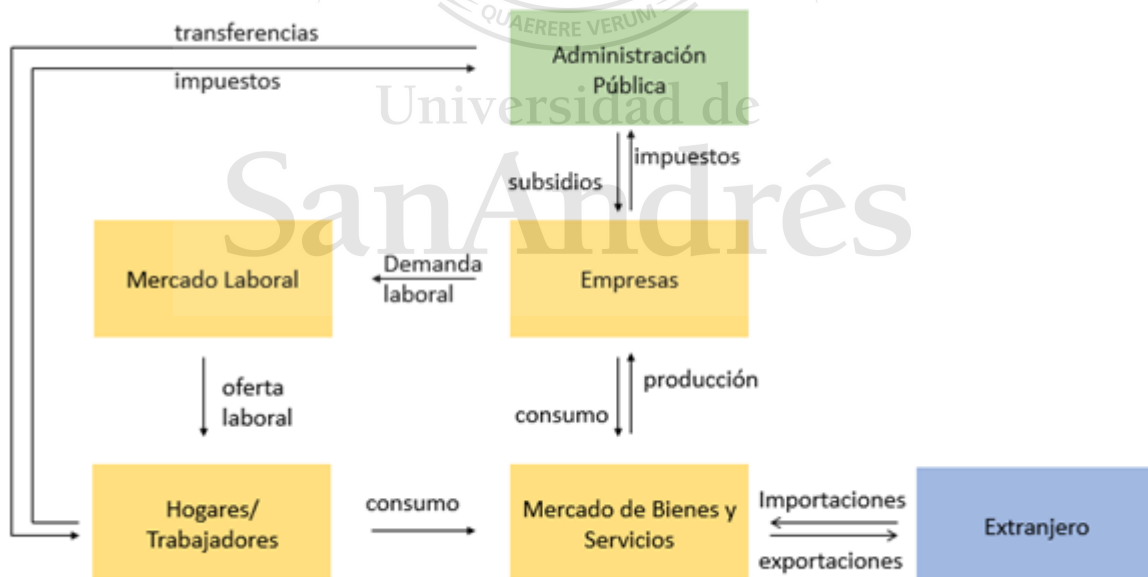 QUAERERE VERUM
transferencias
impuestos
Administración
Pública
Universidad de
SanAndrés
subsidios
impuestos
Mercado Laboral
Demanda
laboral
Empresas
oferta
laboral
consumo
producción
Hogares/
Trabajadores
consumo
Mercado de Bienes y
Servicios
Importaciones
exportaciones
Extranjero